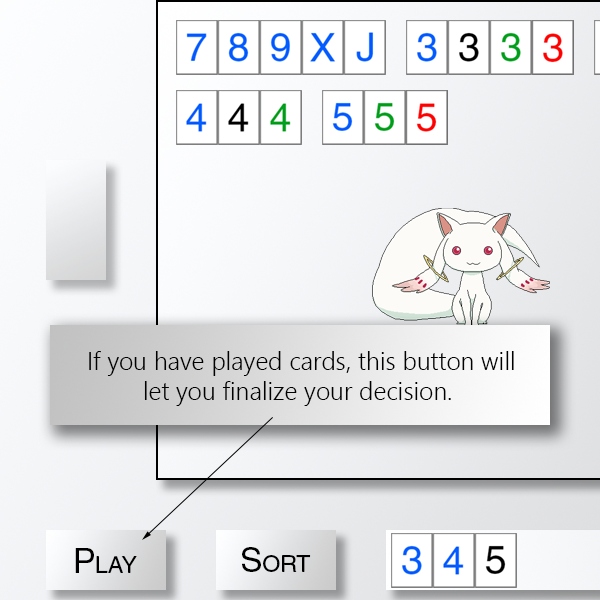 7 8 9 X J 3 3 3 3
4 4 4 5 5 5
If you have played cards, this button will
let you finalize your decision.
PLAY SORT 3 4 5